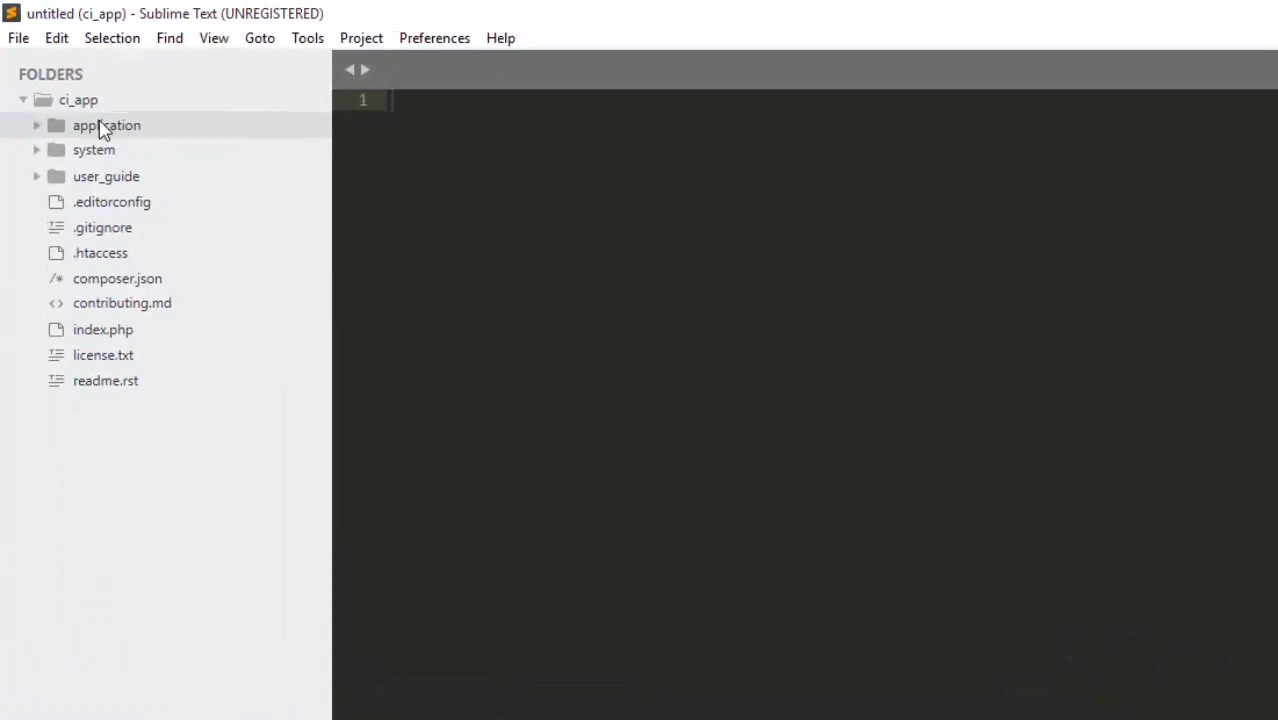 untitled (ci_app) - Sublime Text (UNREGISTERED)
File Edit Selection Find View Goto Tools Project Preferences Help
FOLDERS
ci_app
application
system
user_guide
.editorconfig
.gitignore
.htaccess
/* composer.json
<> contributing.md
index.php
license.txt
readme.rst
1